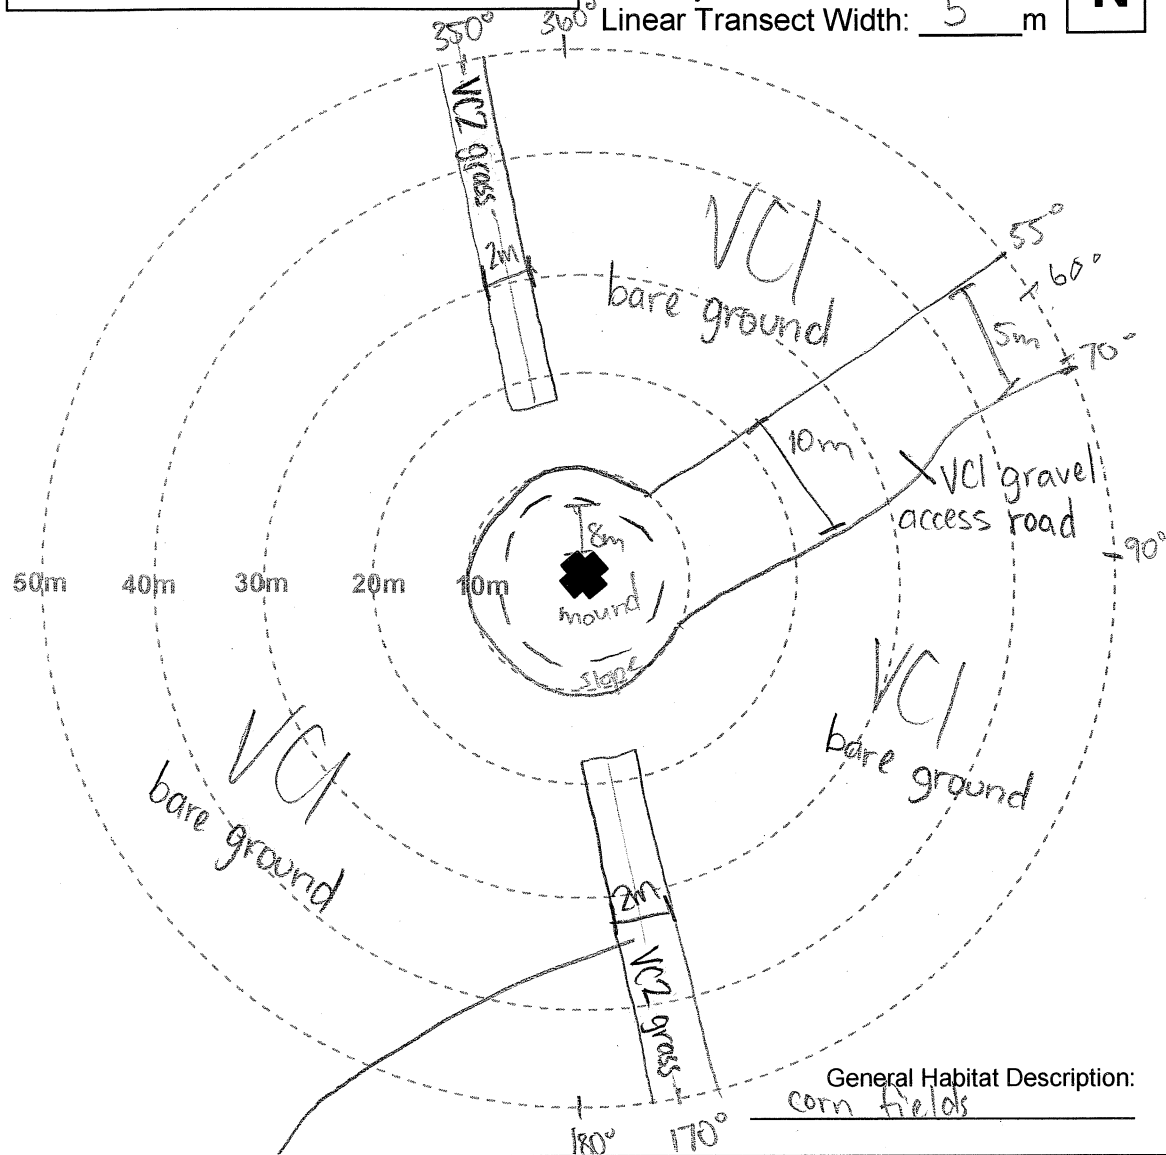 Linear Transect Width: 5 m
N
350°
360°
VC2 grass
2m
VC1
bare ground
55°
60°
5m
70°
10m
VC1 gravel
access road
90°
8m
50m 40m 30m 20m 10m
mound
slope
VC1
bare ground
VC1
bare ground
2m
VC2 grass
General Habitat Description:
corn fields
180°
170°